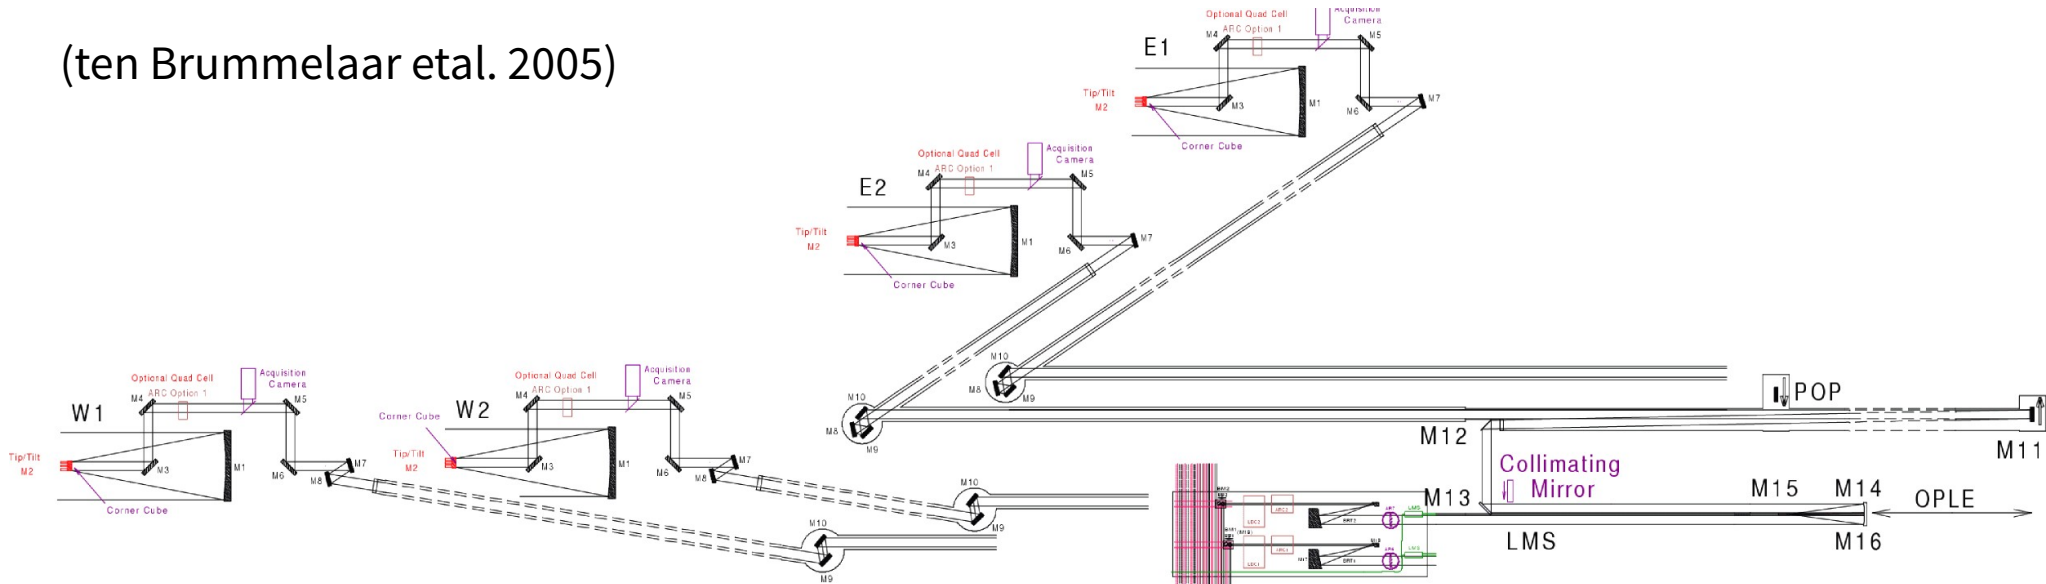 (ten Brummelaar etal. 2005)
Optional Quad Cell
ARC Option 1
Acquisition
Camera
M4
M5
E1
Tip/Tilt
M2
M3
M1
M6
M7
Corner Cube
Optional Quad Cell
ARC Option 1
Acquisition
Camera
M4
M5
E2
Tip/Tilt
M2
M3
M1
M6
M7
Corner Cube
M10
M8
M9
M10
M8
M9
Optional Quad Cell
ARC Option 1
Acquisition
Camera
M4
M5
W1
Tip/Tilt
M2
M3
M1
M6
M7
M8
Corner Cube
Optional Quad Cell
ARC Option 1
Acquisition
Camera
M4
M5
Corner Cube
W2
Tip/Tilt
M2
M3
M1
M6
M7
M8
M10
M9
M10
M9
POP
M12
M11
Collimating
Mirror
M13
M15
M14
OPLE
LMS
M16
LMS